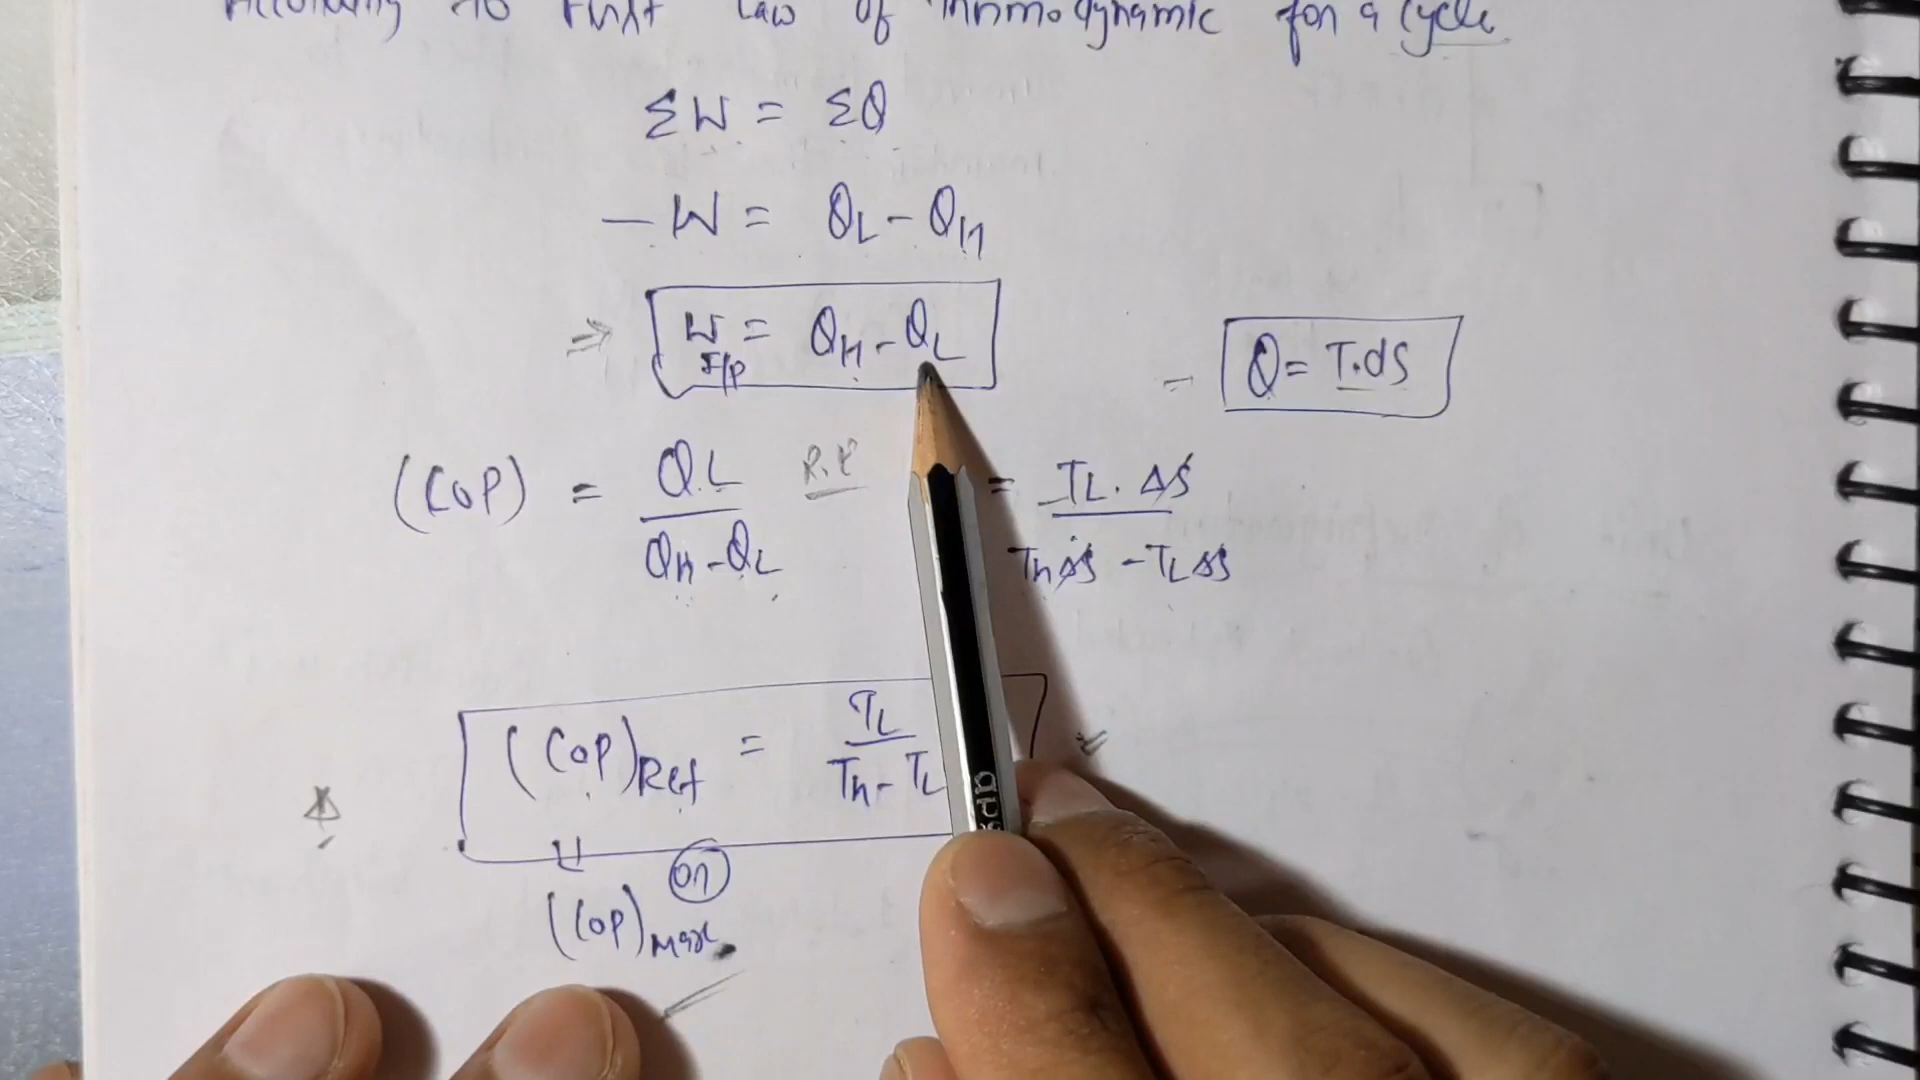 According to First Law of Thermodynamic for a cycle
ΣW = ΣQ
- W = QL - QH
⇒ W I/P = QH - QL
Q = T.dS
(COP) = QL / QH - QL R.E = TL . ΔS / TH ΔS - TL ΔS
(COP)Ref = TL / TH - TL
or
(COP)Max